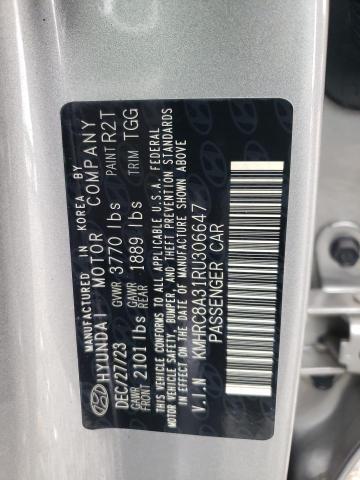 MANUFACTURED IN KOREA BY
HYUNDAI MOTOR COMPANY
DEC/27/23 GVWR 3770 lbs PAINT R2T
GAWR FRONT 2101 lbs GAWR REAR 1889 lbs TRIM TGG
THIS VEHICLE CONFORMS TO ALL APPLICABLE U.S.A. FEDERAL
MOTOR VEHICLE SAFETY, BUMPER, AND THEFT PREVENTION STANDARDS
IN EFFECT ON THE DATE OF MANUFACTURE SHOWN ABOVE.
V.I.N KMHRC8A31RU306647
PASSENGER CAR